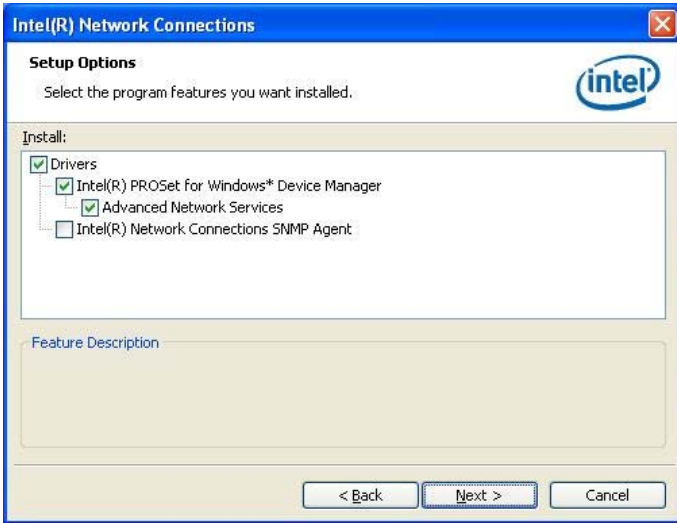 Intel(R) Network Connections
Setup Options
Select the program features you want installed.
intel
Install:
Drivers
Intel(R) PROSet for Windows* Device Manager
Advanced Network Services
Intel(R) Network Connections SNMP Agent
Feature Description
< Back
Next >
Cancel